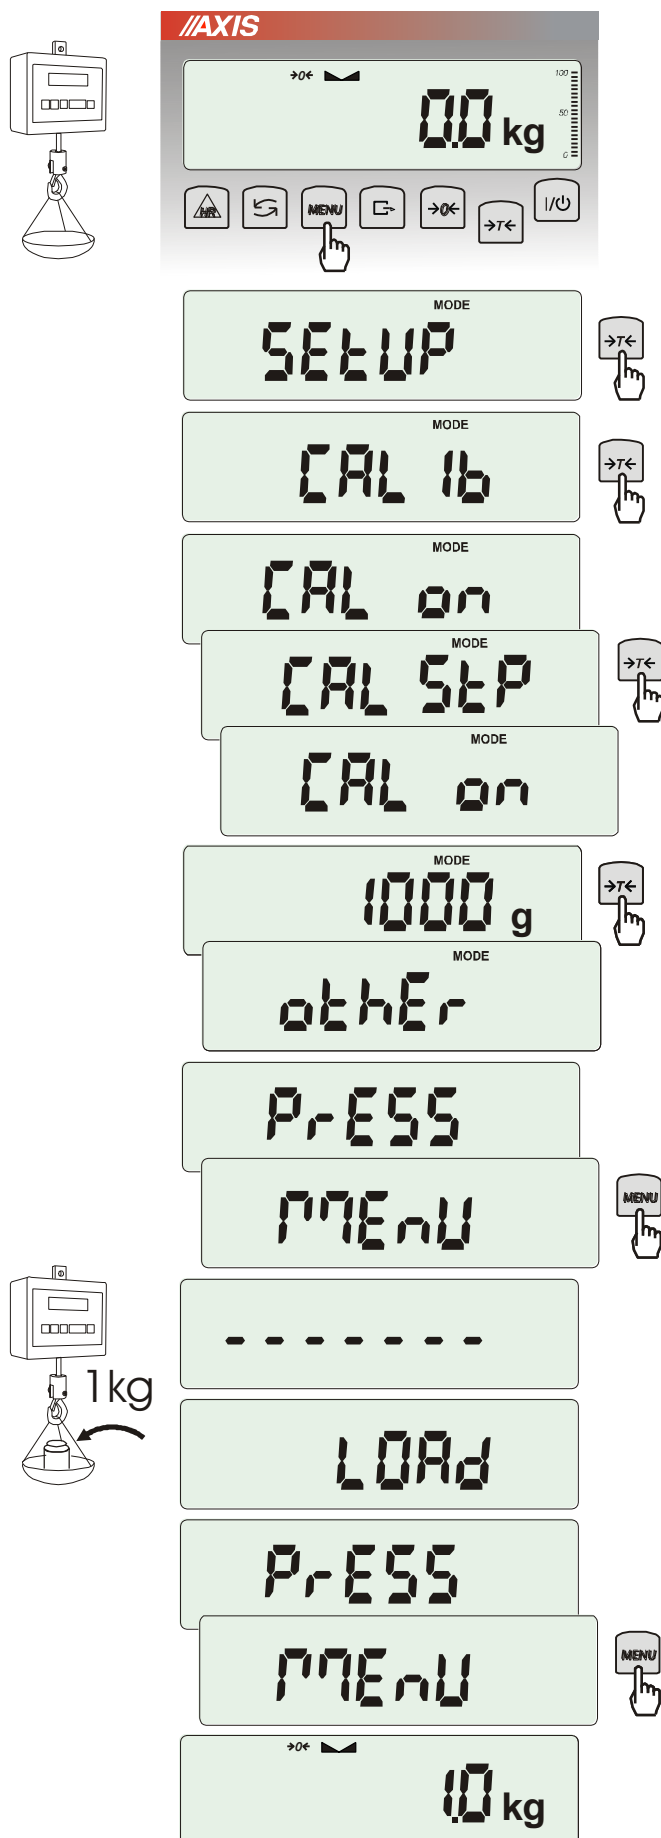 //AXIS
→0←
100
50
0
0.0 kg
HR MENU →0← →T← I/⏻
MODE
SEtUP
→T←
MODE
CAL Ib
→T←
MODE
CAL on
MODE
CAL StP
→T←
MODE
CAL on
MODE
1000 g
→T←
MODE
othEr
PrESS
MEnU
MENU
- - - - - - -
1kg
LOAd
PrESS
MEnU
MENU
→0←
1.0 kg